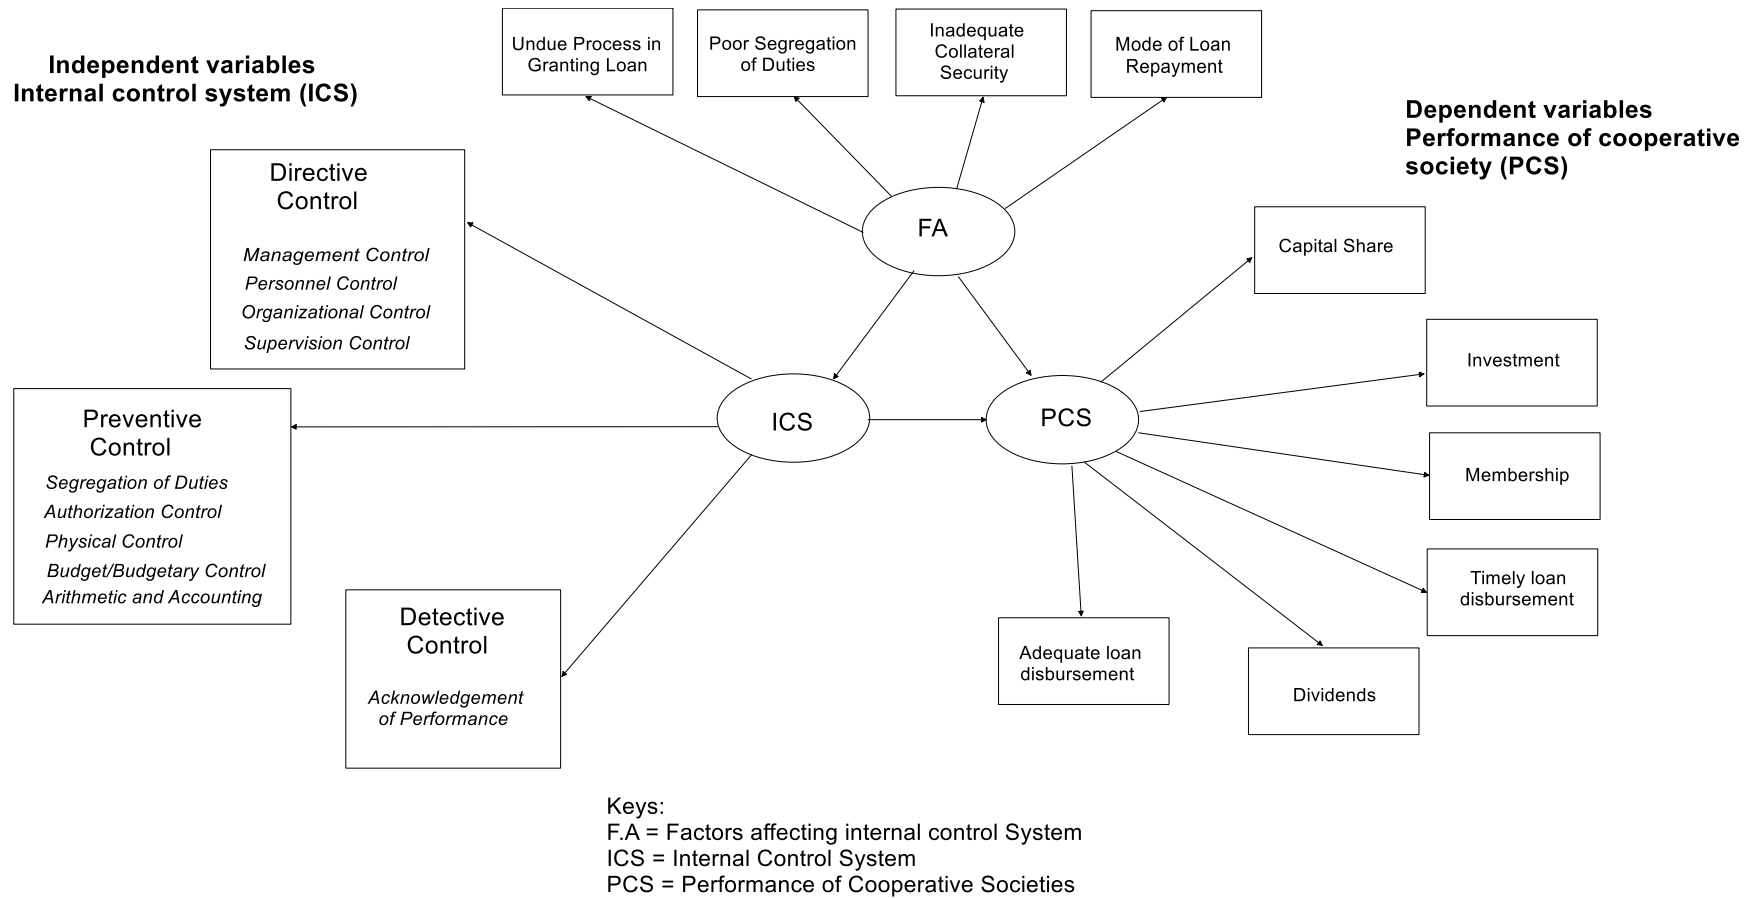 Independent variables
Internal control system (ICS)
Undue Process in
Granting Loan
Poor Segregation
of Duties
Inadequate
Collateral
Security
Mode of Loan
Repayment
Dependent variables
Performance of cooperative
society (PCS)
Directive
Control
Management Control
Personnel Control
Organizational Control
Supervision Control
FA
Capital Share
Investment
Preventive
Control
Segregation of Duties
Authorization Control
Physical Control
Budget/Budgetary Control
Arithmetic and Accounting
ICS
PCS
Membership
Timely loan
disbursement
Detective
Control
Acknowledgement
of Performance
Adequate loan
disbursement
Dividends
Keys:
F.A = Factors affecting internal control System
ICS = Internal Control System
PCS = Performance of Cooperative Societies